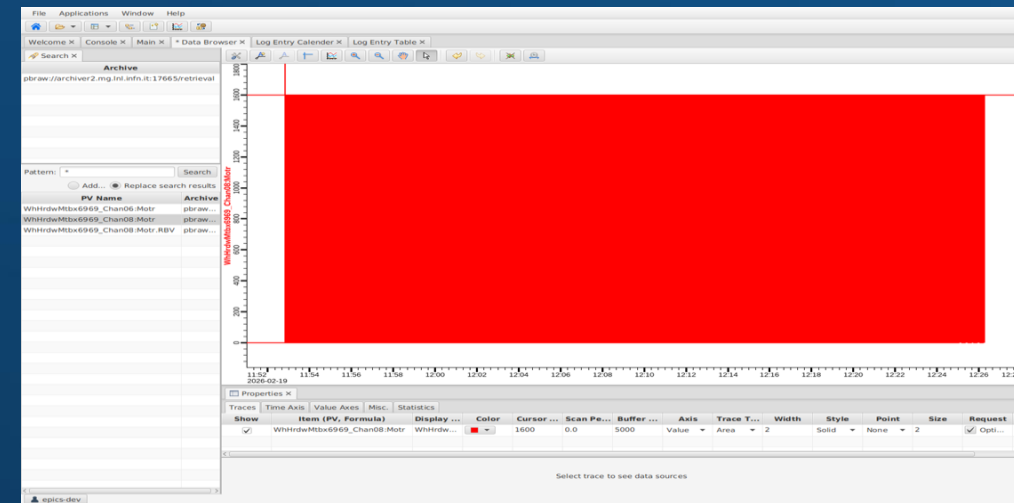 File Applications Window Help
Welcome × Console × Main × * Data Browser × Log Entry Calender × Log Entry Table ×
Search ×
Archive
pbraw://archiver2.mg.lnl.infn.it:17665/retrieval
Pattern: * Search
Add... Replace search results
PV Name Archive
WhHrdwMtbx6969_Chan06:Motr pbraw...
WhHrdwMtbx6969_Chan08:Motr pbraw...
WhHrdwMtbx6969_Chan08:Motr.RBV pbraw...
WhHrdwMtbx6969_Chan08:Motr
1800
1600
1400
1200
1000
800
600
400
200
0
11:52 11:54 11:56 11:58 12:00 12:02 12:04 12:06 12:08 12:10 12:12 12:14 12:16 12:18 12:20 12:22 12:24 12:26
2026-02-19
Properties ×
Traces Time Axis Value Axes Misc. Statistics
Show Item (PV, Formula) Display ... Color Cursor ... Scan Pe... Buffer ... Axis Trace T... Width Style Point Size Request
WhHrdwMtbx6969_Chan08:Motr WhHrdw... 1600 0.0 5000 Value Area 2 Solid None 2 Opti...
Select trace to see data sources
epics-dev